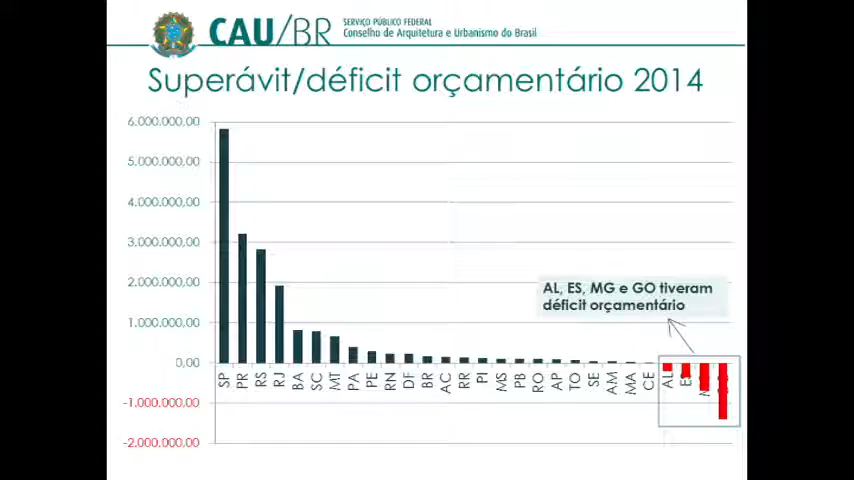 CAU/BR
SERVIÇO PÚBLICO FEDERAL
Conselho de Arquitetura e Urbanismo do Brasil
Superávit/déficit orçamentário 2014
6.000.000,00
5.000.000,00
4.000.000,00
3.000.000,00
2.000.000,00
1.000.000,00
0,00
-1.000.000,00
-2.000.000,00
AL, ES, MG e GO tiveram
déficit orçamentário
SP
PR
RS
RJ
BA
SC
MT
PA
PE
RN
DF
BR
AC
RR
PI
MS
PB
RO
AP
TO
SE
AM
MA
CE
AL